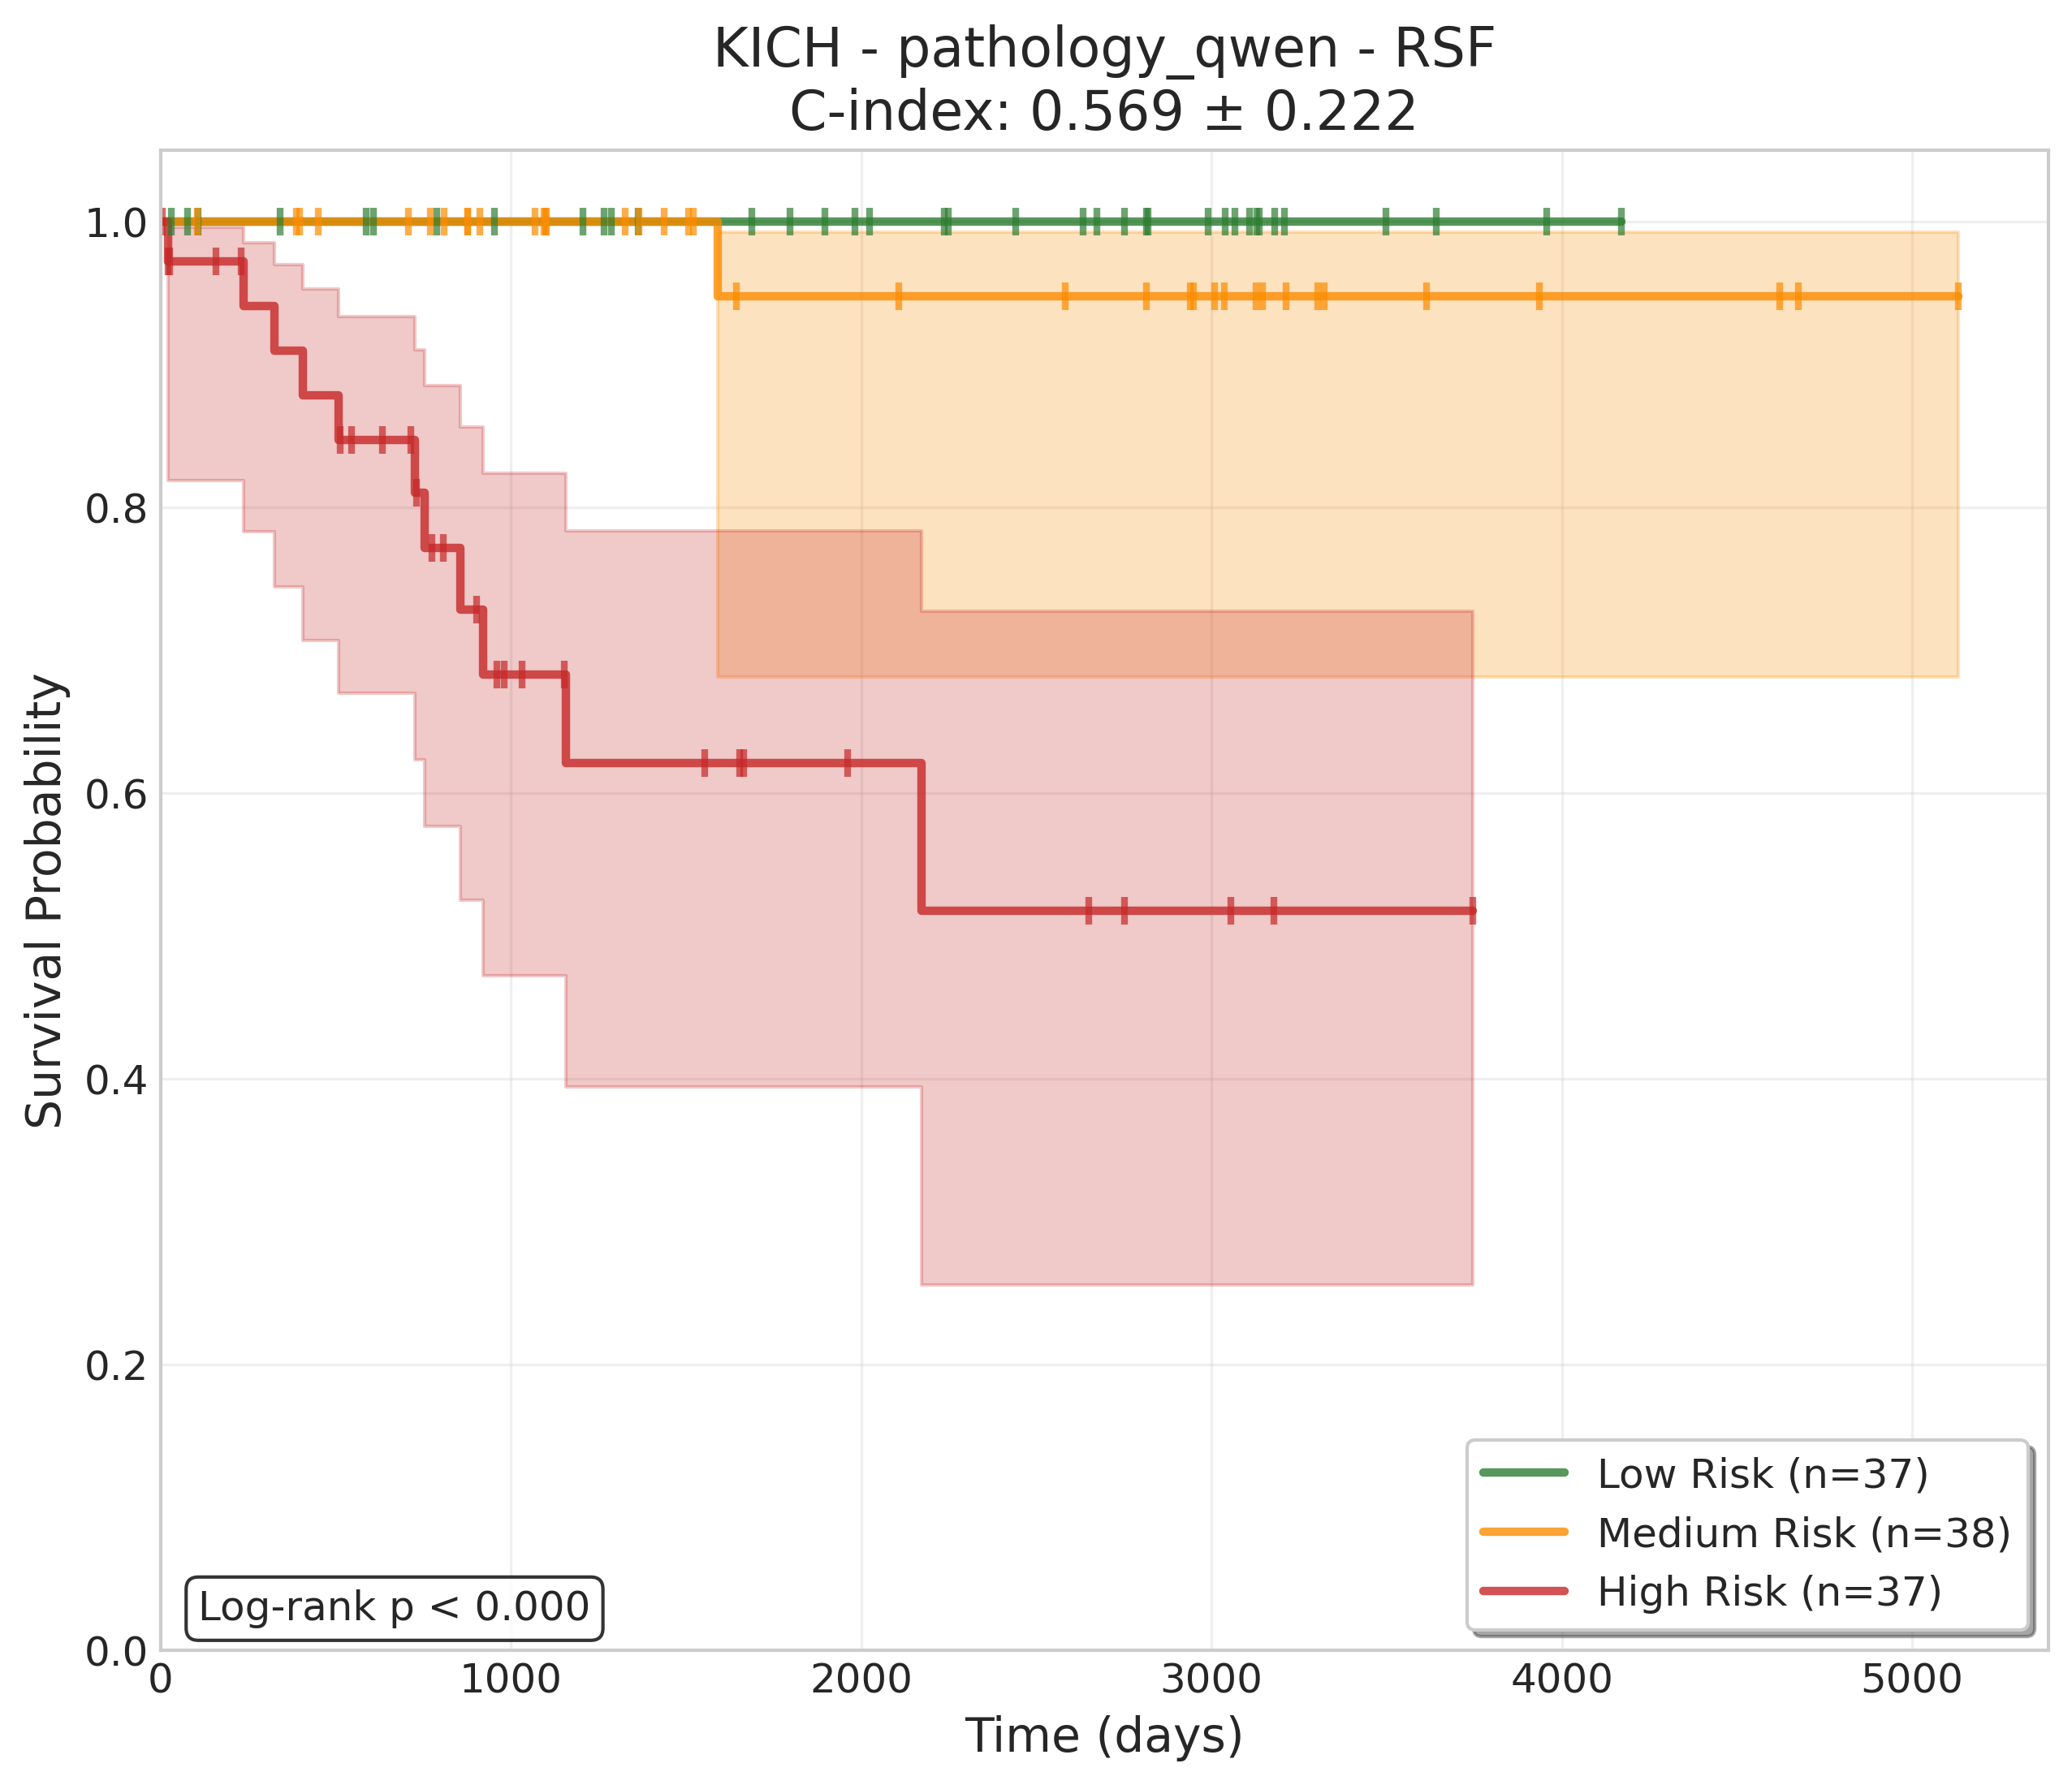 KICH - pathology_qwen - RSF
C-index: 0.569 ± 0.222
Survival Probability
1.0
0.8
0.6
0.4
0.2
0.0
0 1000 2000 3000 4000 5000
Time (days)
Log-rank p < 0.000
Low Risk (n=37)
Medium Risk (n=38)
High Risk (n=37)